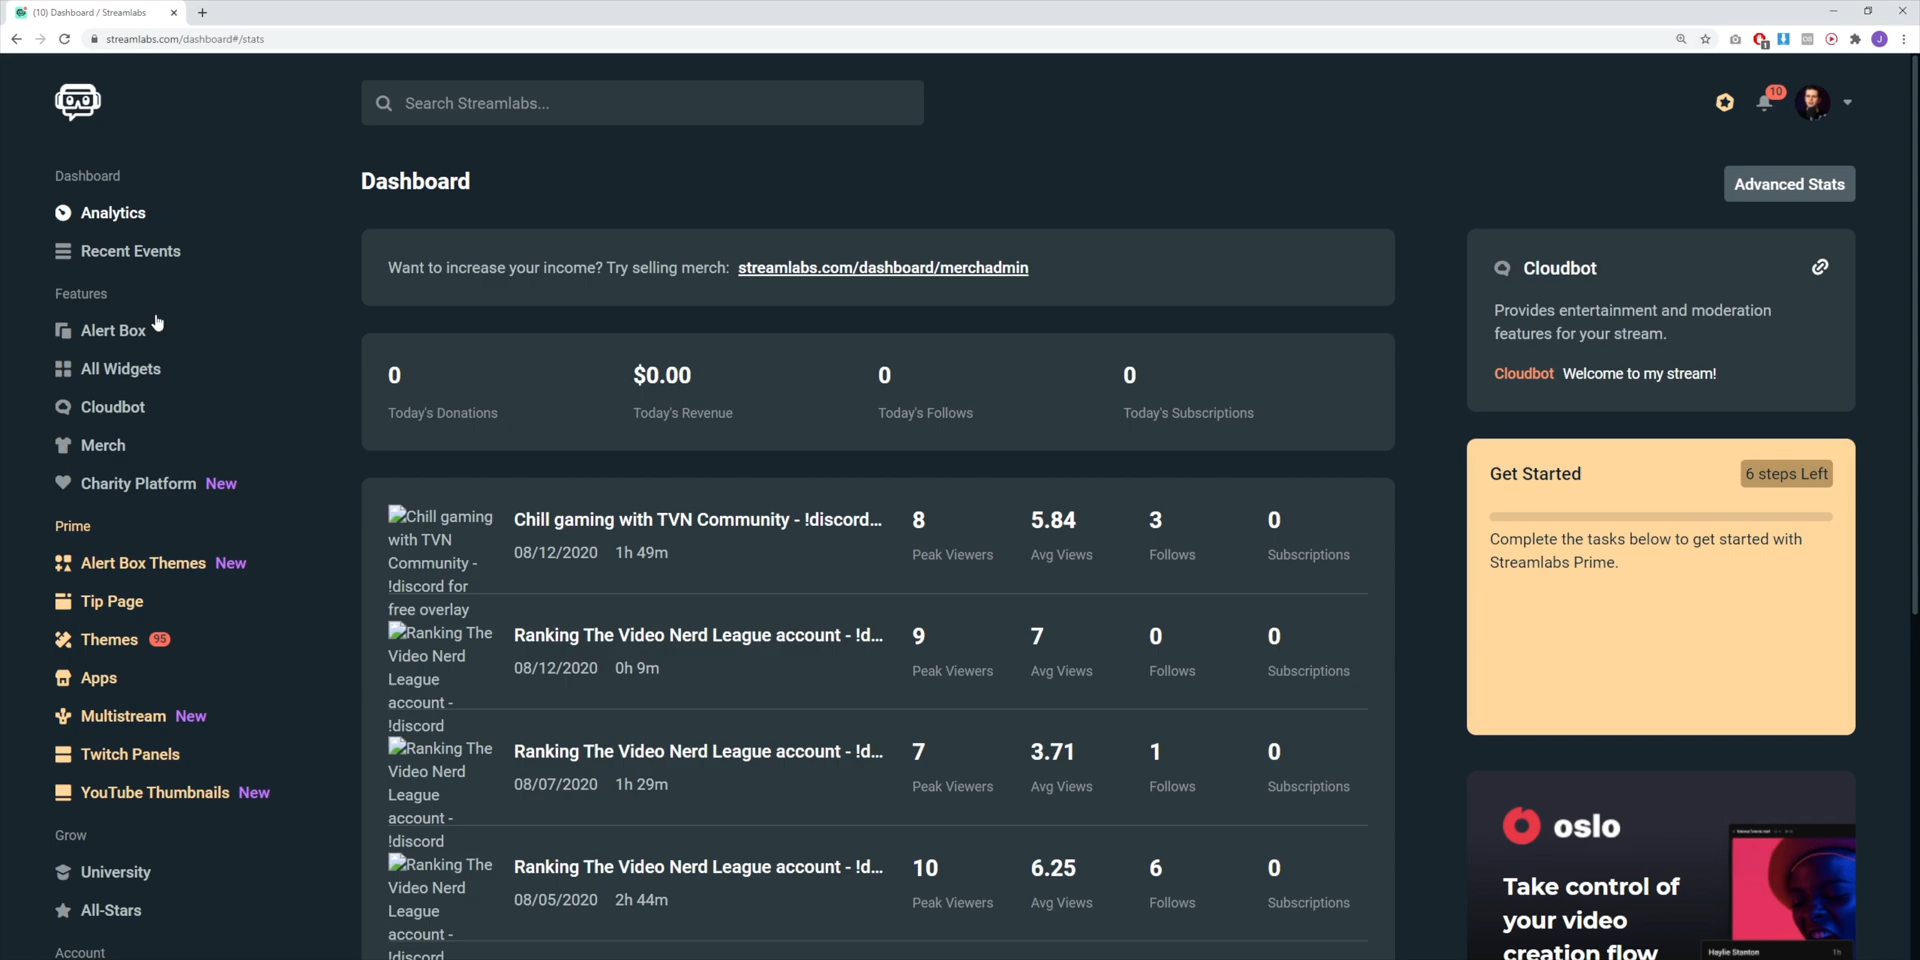 (10) Dashboard / Streamlabs
streamlabs.com/dashboard#/stats
Search Streamlabs...
10
Dashboard
Analytics
Recent Events
Features
Alert Box
All Widgets
Cloudbot
Merch
Charity Platform New
Prime
Alert Box Themes New
Tip Page
Themes 95
Apps
Multistream New
Twitch Panels
YouTube Thumbnails New
Grow
University
All-Stars
Account
Dashboard
Advanced Stats
Want to increase your income? Try selling merch: streamlabs.com/dashboard/merchadmin
0 $0.00 0 0
Today's Donations Today's Revenue Today's Follows Today's Subscriptions
Chill gaming
with TVN
Community -
!discord for
free overlay
Chill gaming with TVN Community - !discord...
08/12/2020 1h 49m
8 5.84 3 0
Peak Viewers Avg Views Follows Subscriptions
Ranking The
Video Nerd
League
account -
!discord
Ranking The Video Nerd League account - !d...
08/12/2020 0h 9m
9 7 0 0
Peak Viewers Avg Views Follows Subscriptions
Ranking The
Video Nerd
League
account -
!discord
Ranking The Video Nerd League account - !d...
08/07/2020 1h 29m
7 3.71 1 0
Peak Viewers Avg Views Follows Subscriptions
Ranking The
Video Nerd
League
account -
!discord
Ranking The Video Nerd League account - !d...
08/05/2020 2h 44m
10 6.25 6 0
Peak Viewers Avg Views Follows Subscriptions
Cloudbot
Provides entertainment and moderation
features for your stream.
Cloudbot Welcome to my stream!
Get Started 6 steps Left
Complete the tasks below to get started with
Streamlabs Prime.
oslo
Take control of
your video
creation flow
Haylie Stanton 1h